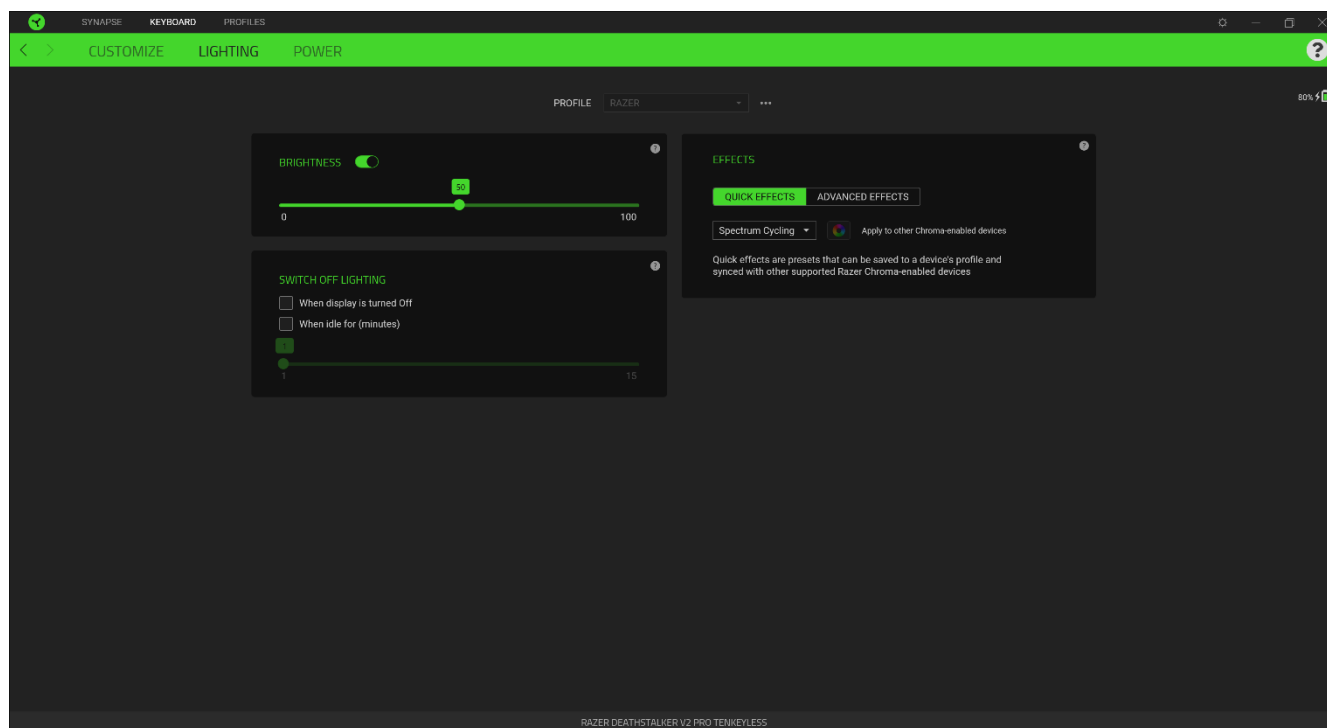 SYNAPSE KEYBOARD PROFILES
CUSTOMIZE LIGHTING POWER
?
PROFILE RAZER
80%
BRIGHTNESS
?
50
0 100
SWITCH OFF LIGHTING
?
When display is turned Off
When idle for (minutes)
1
1 15
EFFECTS
?
QUICK EFFECTS ADVANCED EFFECTS
Spectrum Cycling Apply to other Chroma-enabled devices
Quick effects are presets that can be saved to a device's profile and
synced with other supported Razer Chroma-enabled devices
RAZER DEATHSTALKER V2 PRO TENKEYLESS